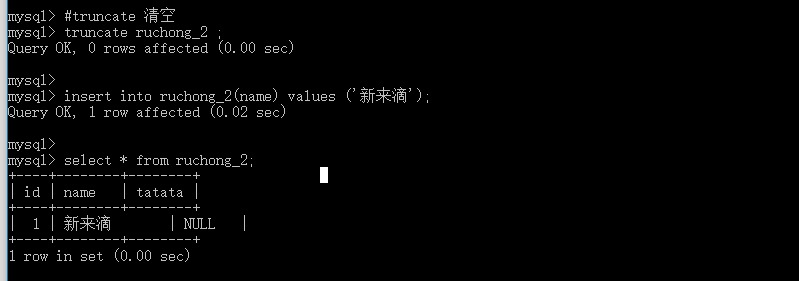 mysql> #truncate 清空
mysql> truncate ruchong_2 ;
Query OK, 0 rows affected (0.00 sec)
mysql>
mysql> insert into ruchong_2(name) values ('新来滴');
Query OK, 1 row affected (0.02 sec)
mysql>
mysql> select * from ruchong_2;
+----+--------+--------+
| id | name   | tatata |
+----+--------+--------+
|  1 | 新来滴      | NULL   |
+----+--------+--------+
1 row in set (0.00 sec)